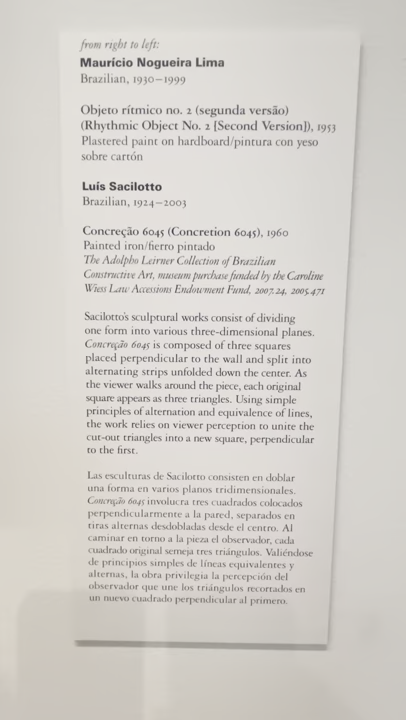 from right to left:
Maurício Nogueira Lima
Brazilian, 1930–1999
Objeto rítmico no. 2 (segunda versão)
(Rhythmic Object No. 2 [Second Version]), 1953
Plastered paint on hardboard/pintura con yeso
sobre cartón
Luís Sacilotto
Brazilian, 1924–2003
Concreção 6045 (Concretion 6045), 1960
Painted iron/fierro pintado
The Adolpho Leirner Collection of Brazilian
Constructive Art, museum purchase funded by the Caroline
Wiess Law Accessions Endowment Fund, 2007.24, 2005.471
Sacilotto's sculptural works consist of dividing
one form into various three-dimensional planes.
Concreção 6045 is composed of three squares
placed perpendicular to the wall and split into
alternating strips unfolded down the center. As
the viewer walks around the piece, each original
square appears as three triangles. Using simple
principles of alternation and equivalence of lines,
the work relies on viewer perception to unite the
cut-out triangles into a new square, perpendicular
to the first.
Las esculturas de Sacilotto consisten en doblar
una forma en varios planos tridimensionales.
Concreção 6045 involucra tres cuadrados colocados
perpendicularmente a la pared, separados en
tiras alternas desdobladas desde el centro. Al
caminar en torno a la pieza el observador, cada
cuadrado original semeja tres triángulos. Valiéndose
de principios simples de líneas equivalentes y
alternas, la obra privilegia la percepción del
observador que une los triángulos recortados en
un nuevo cuadrado perpendicular al primero.